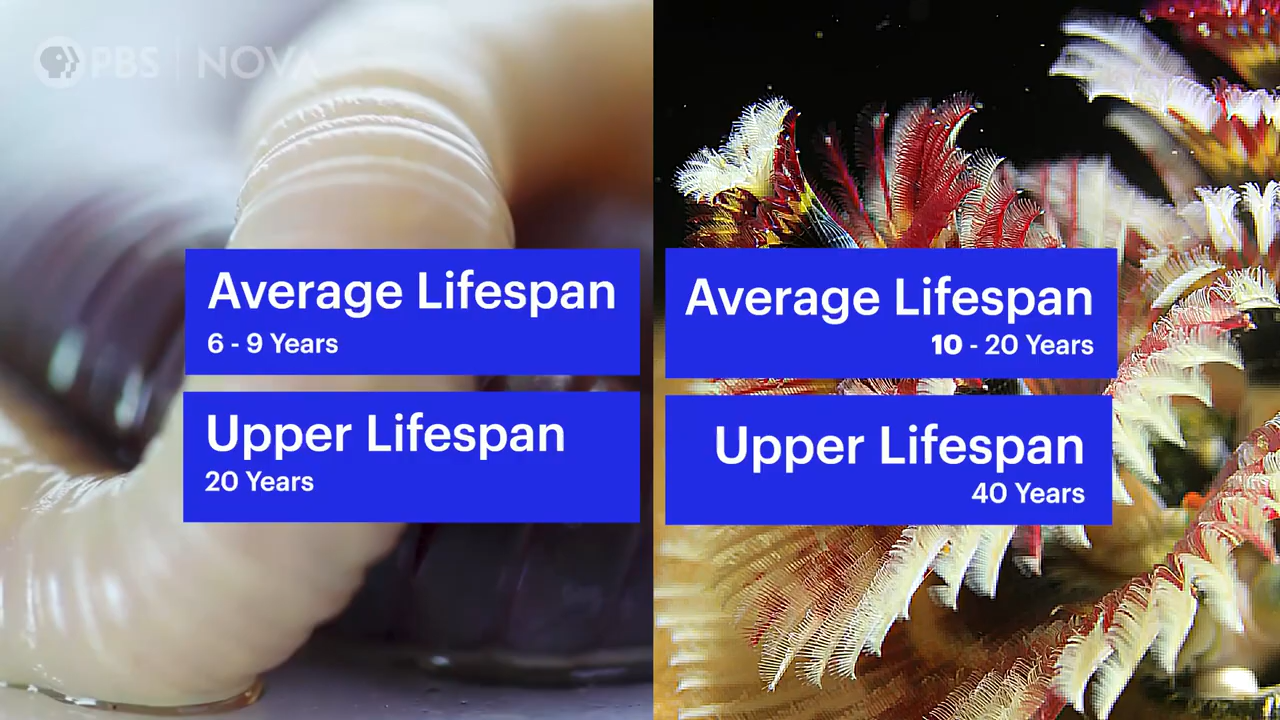 PBS | NOVA
Average Lifespan
6 - 9 Years
Upper Lifespan
20 Years
Average Lifespan
10 - 20 Years
Upper Lifespan
40 Years